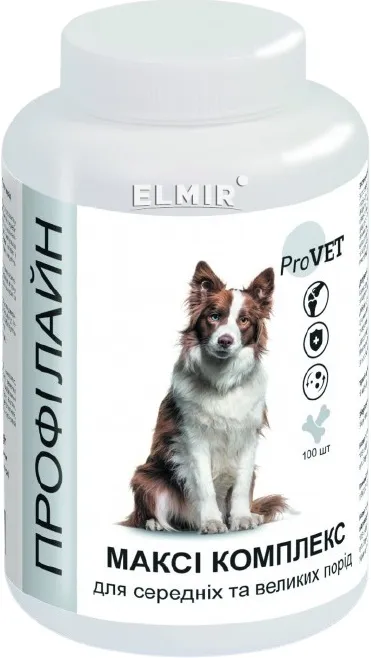 ELMIR
ПРОФІЛАЙН
ProVET
100 шт
МАКСІ КОМПЛЕКС
для середніх та великих порід